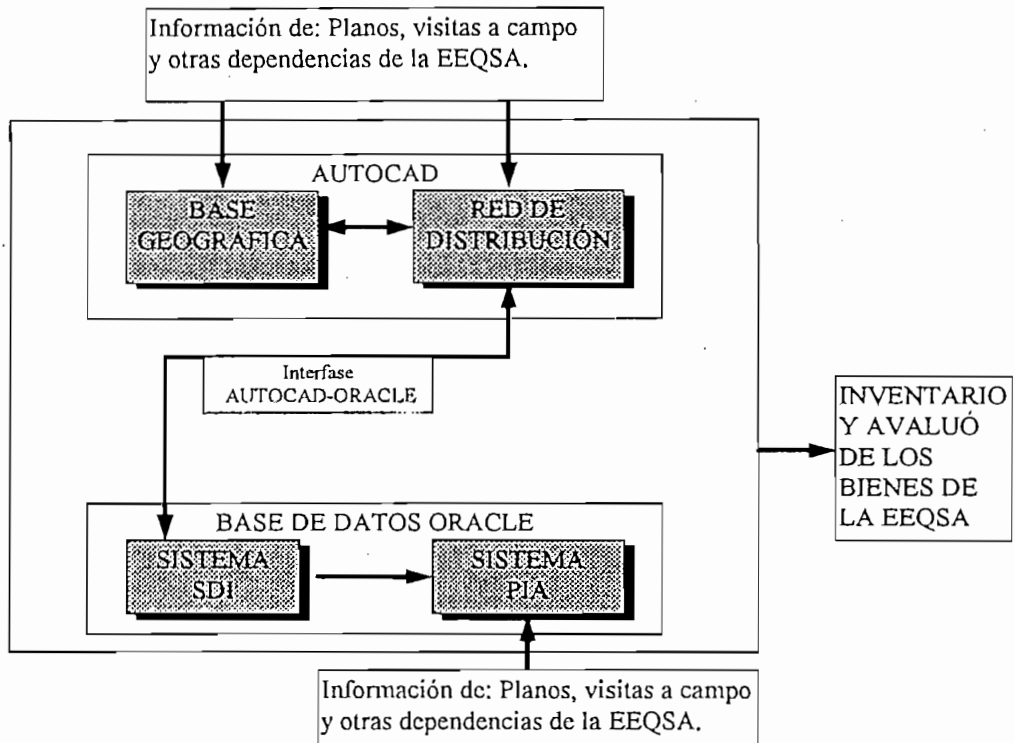 Información de: Planos, visitas a campo
y otras dependencias de la EEQSA.
AUTOCAD
BASE
GEOGRAFICA
RED DE
DISTRIBUCIÓN
Interfase
AUTOCAD-ORACLE
INVENTARIO
Y AVALUÓ
DE LOS
BIENES DE
LA EEQSA
BASE DE DATOS ORACLE
SISTEMA
SDI
SISTEMA
PIA
Información de: Planos, visitas a campo
y otras dependencias de la EEQSA.